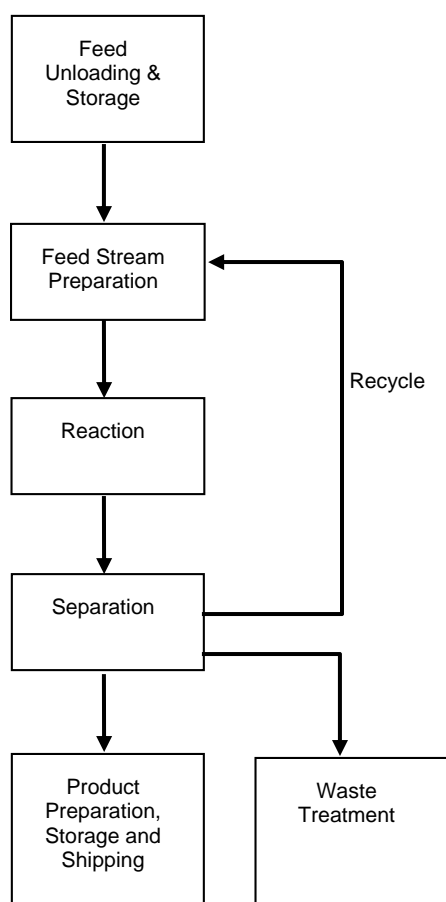 Feed
Unloading &
Storage
Feed Stream
Preparation
Recycle
Reaction
Separation
Product
Preparation,
Storage and
Shipping
Waste
Treatment